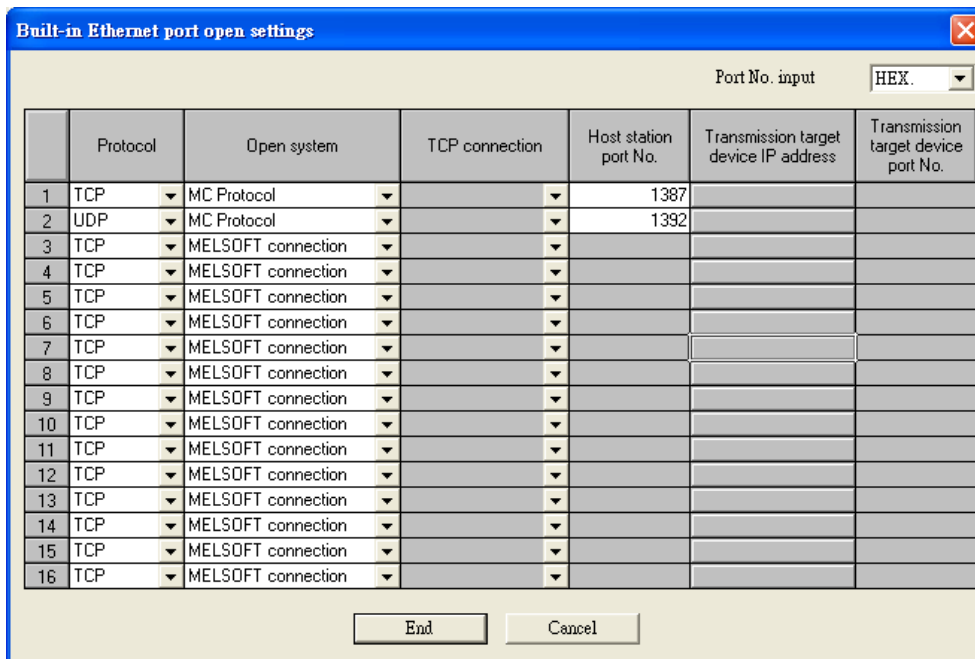 Built-in Ethernet port open settings
Port No. input HEX.
Protocol Open system TCP connection Host station port No. Transmission target device IP address Transmission target device port No.
1 TCP MC Protocol 1387
2 UDP MC Protocol 1392
3 TCP MELSOFT connection
4 TCP MELSOFT connection
5 TCP MELSOFT connection
6 TCP MELSOFT connection
7 TCP MELSOFT connection
8 TCP MELSOFT connection
9 TCP MELSOFT connection
10 TCP MELSOFT connection
11 TCP MELSOFT connection
12 TCP MELSOFT connection
13 TCP MELSOFT connection
14 TCP MELSOFT connection
15 TCP MELSOFT connection
16 TCP MELSOFT connection
End Cancel